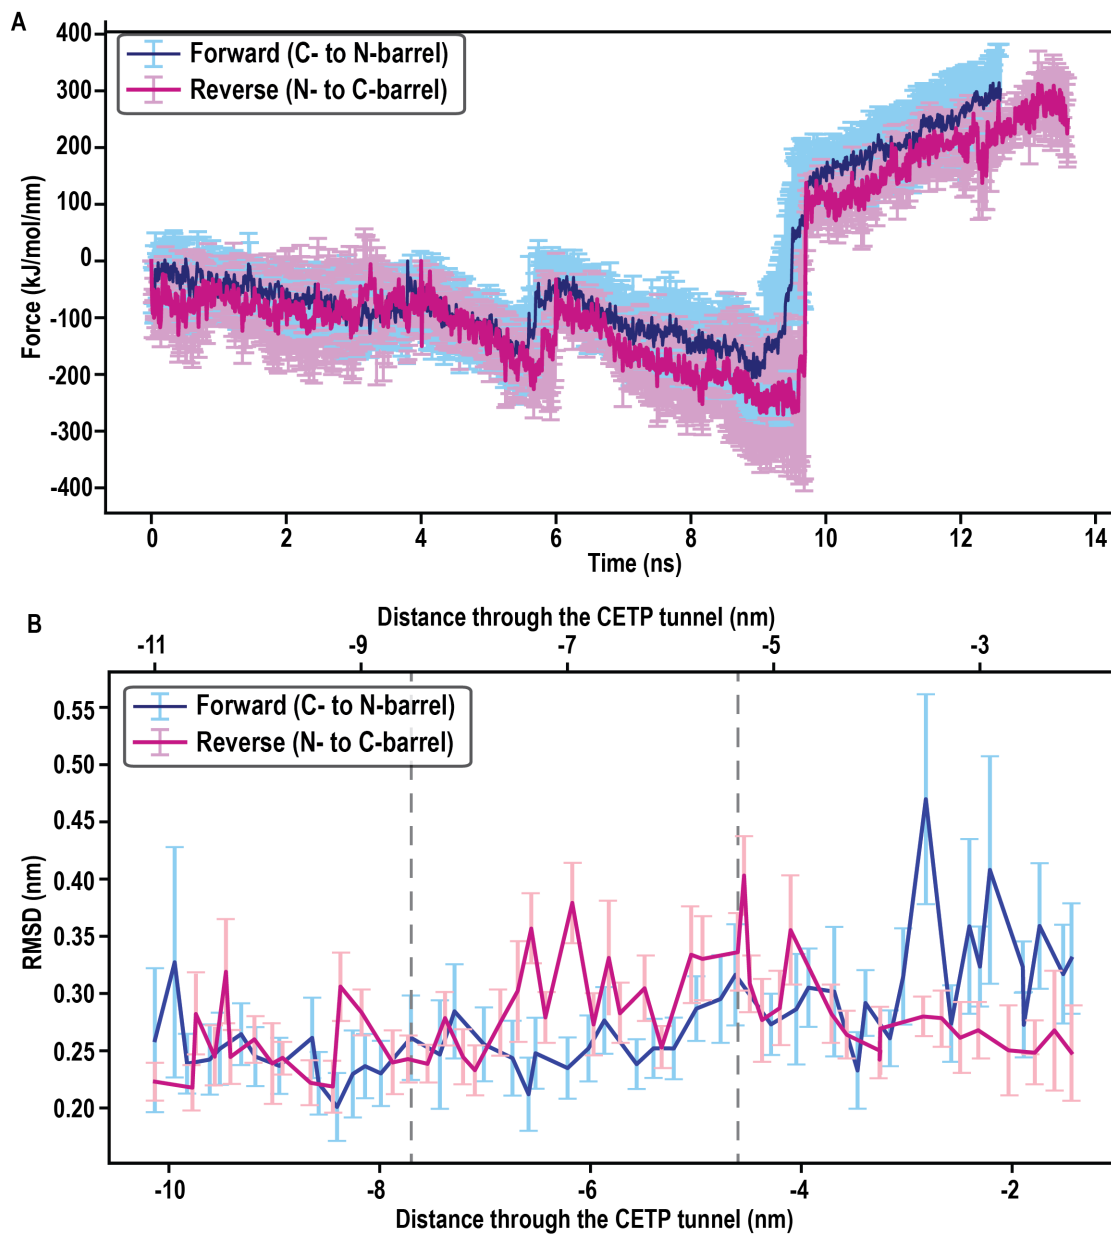 A
Forward (C- to N-barrel)
Reverse (N- to C-barrel)
400
300
200
100
0
-100
-200
-300
-400
Force (kJ/mol/nm)
0 2 4 6 8 10 12 14
Time (ns)
B
Distance through the CETP tunnel (nm)
-11 -9 -7 -5 -3
Forward (C- to N-barrel)
Reverse (N- to C-barrel)
0.55
0.50
0.45
0.40
0.35
0.30
0.25
0.20
RMSD (nm)
-10 -8 -6 -4 -2
Distance through the CETP tunnel (nm)